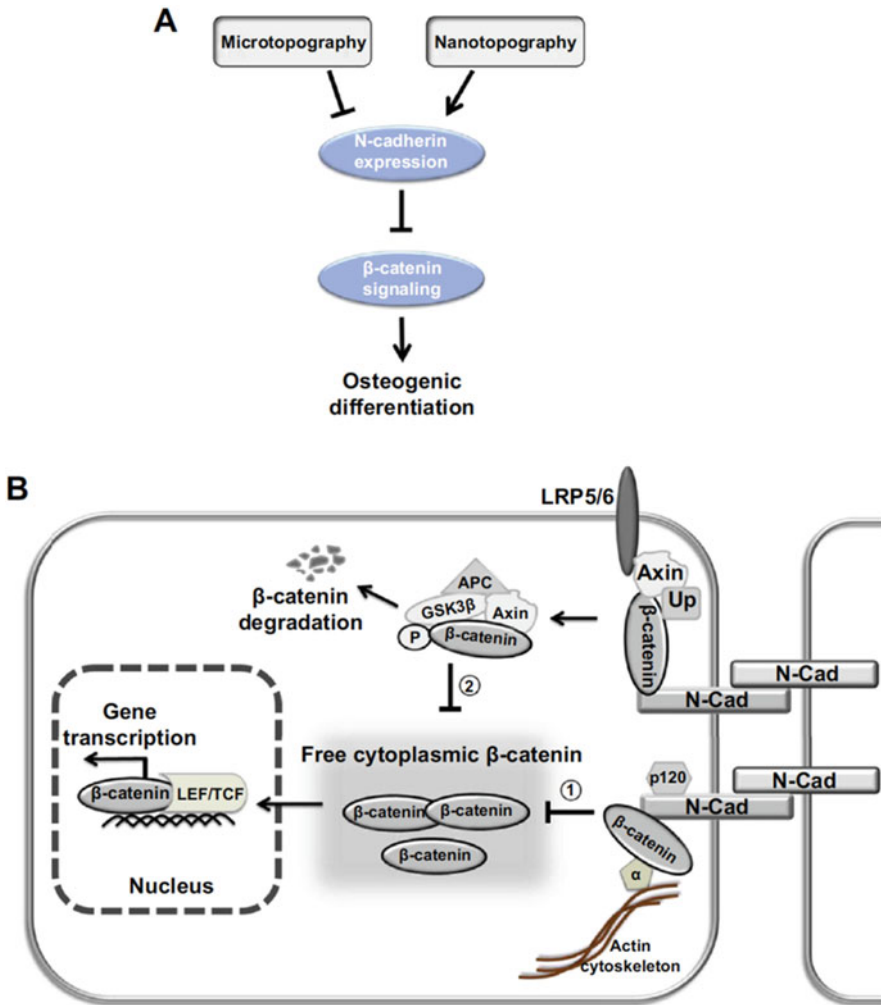 A
Microtopography
Nanotopography
N-cadherin
expression
β-catenin
signaling
Osteogenic
differentiation
B
LRP5/6
Axin
Up
β-catenin
N-Cad
N-Cad
APC
GSK3β
Axin
P
β-catenin
β-catenin
degradation
②
Gene
transcription
β-catenin
LEF/TCF
Nucleus
Free cytoplasmic β-catenin
β-catenin
β-catenin
β-catenin
①
p120
N-Cad
N-Cad
β-catenin
α
Actin
cytoskeleton